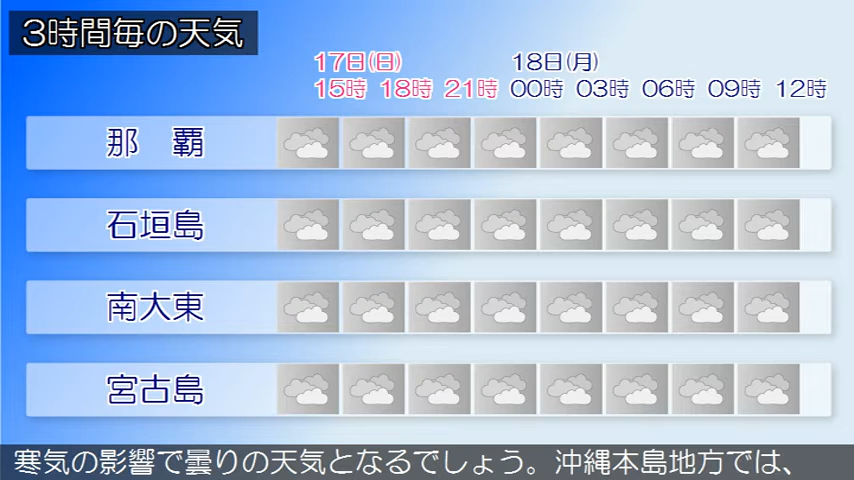 3時間毎の天気
17日(日) 18日(月)
15時 18時 21時 00時 03時 06時 09時 12時
那　覇
石垣島
南大東
宮古島
寒気の影響で曇りの天気となるでしょう。沖縄本島地方では、